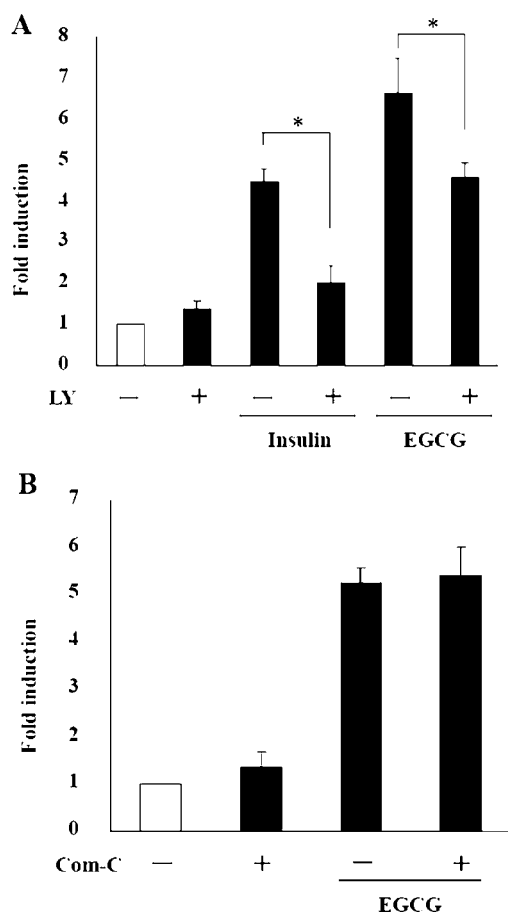 A
8
7
6
5
4
3
2
1
0
Fold induction
*
*
LY − + − + − +
Insulin EGCG
B
7
6
5
4
3
2
1
0
Fold induction
Com-C − + − +
EGCG